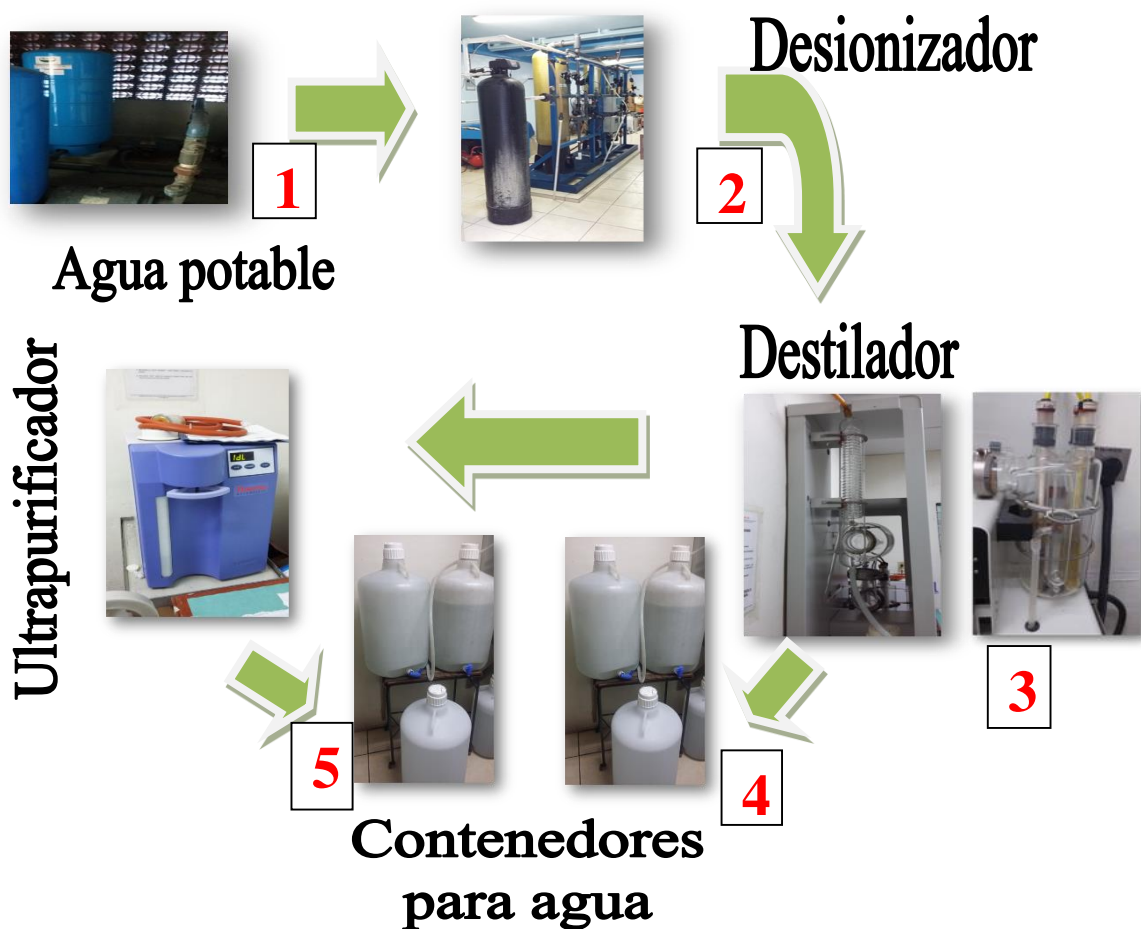 Desionizador
1
2
Agua potable
Destilador
Ultrapurificador
3
5
4
Contenedores
para agua